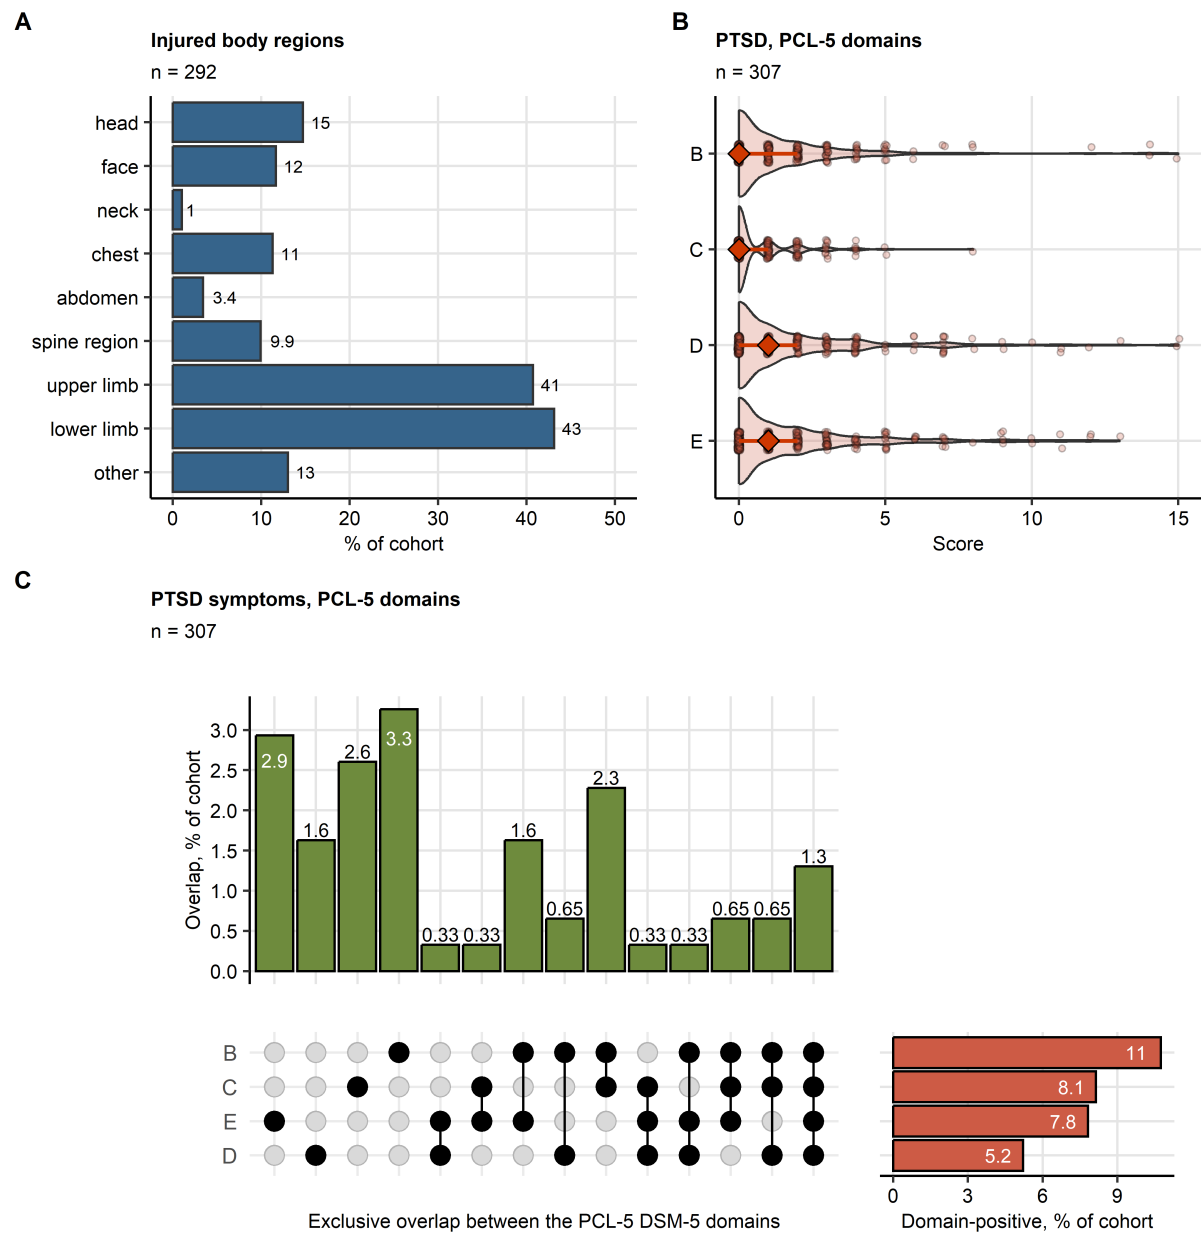 A
Injured body regions
n = 292
head
15
face
12
neck
1
chest
11
abdomen
3.4
spine region
9.9
upper limb
41
lower limb
43
other
13
0 10 20 30 40 50
% of cohort
B
PTSD, PCL-5 domains
n = 307
B
C
D
E
0 5 10 15
Score
C
PTSD symptoms, PCL-5 domains
n = 307
Overlap, % of cohort
3.0
2.5
2.0
1.5
1.0
0.5
0.0
2.9 1.6 2.6 3.3 0.33 0.33 1.6 0.65 2.3 0.33 0.33 0.65 0.65 1.3
B
C
E
D
Exclusive overlap between the PCL-5 DSM-5 domains
11
8.1
7.8
5.2
0 3 6 9
Domain-positive, % of cohort